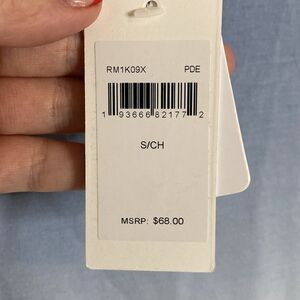 RM1K09X PDE
1 93666 82177 2
S/CH
MSRP: $68.00